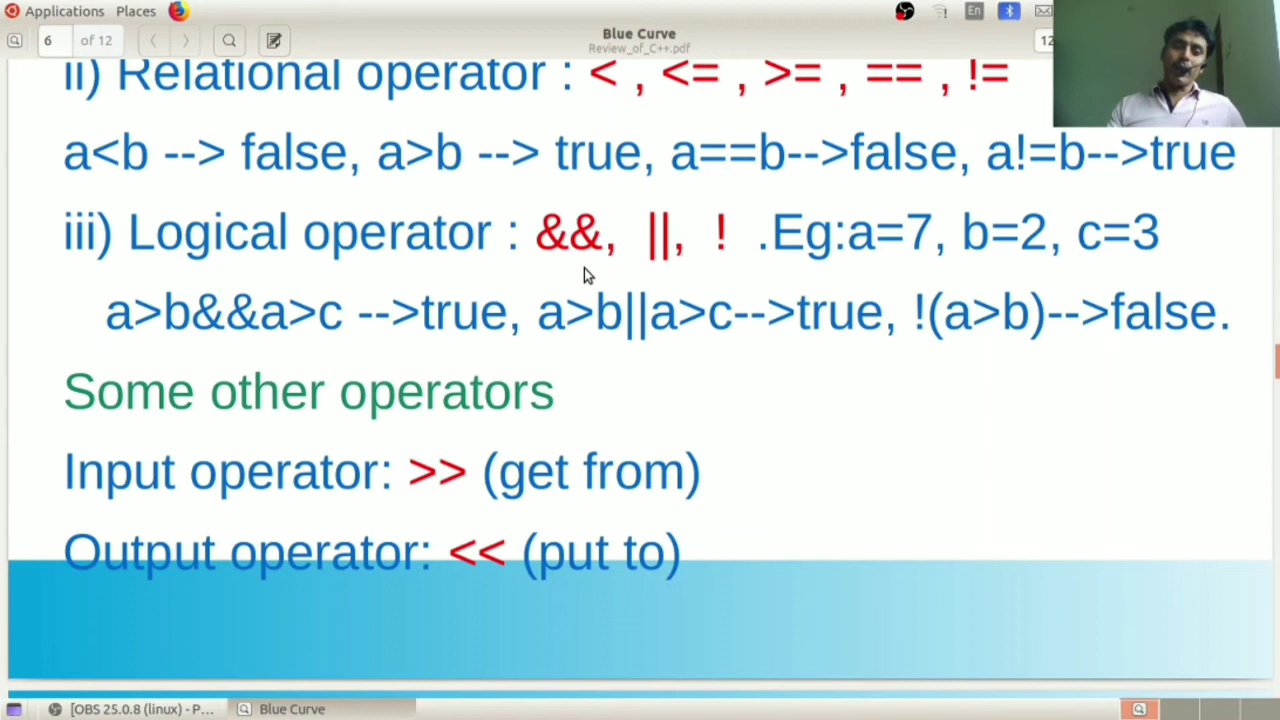 Applications Places
En
6 of 12
Blue Curve
Review_of_C++.pdf
12
ii) Relational operator : < , <= , >= , == , !=
a<b --> false, a>b --> true, a==b-->false, a!=b-->true
iii) Logical operator : &&, ||, ! .Eg:a=7, b=2, c=3
a>b&&a>c -->true, a>b||a>c-->true, !(a>b)-->false.
Some other operators
Input operator: >> (get from)
Output operator: << (put to)
[OBS 25.0.8 (linux) - P... Blue Curve